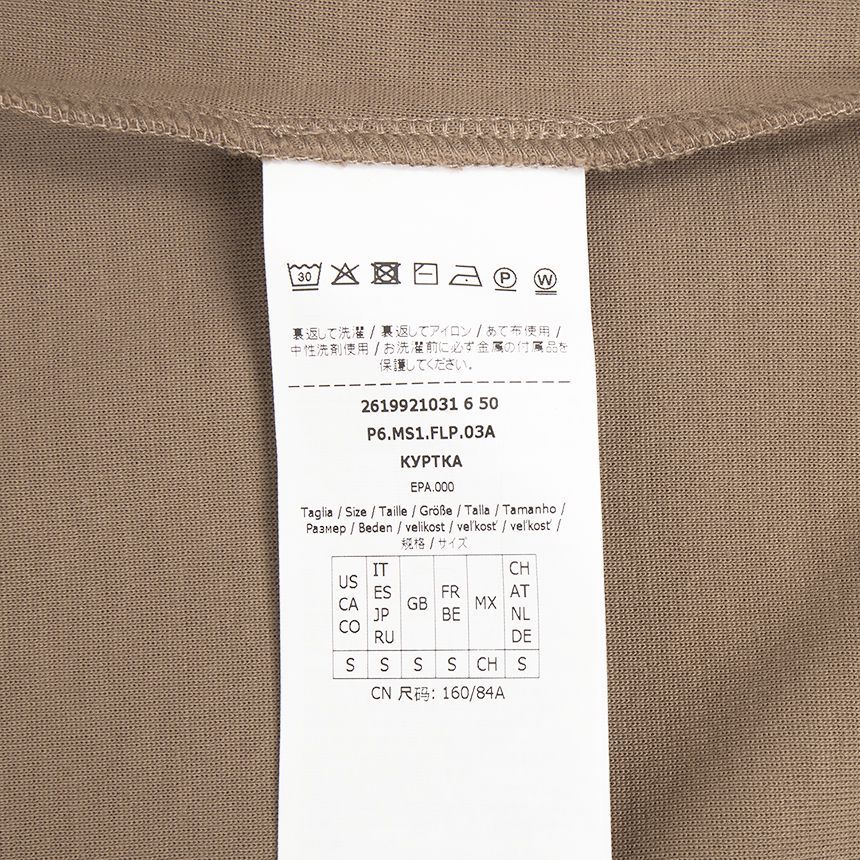 30
P
W
裏返して洗濯 / 裏返してアイロン / あて布使用 /
中性洗剤使用 / お洗濯前に必ず金属の付属品を
保護してください。
2619921031 6 50
P6.MS1.FLP.03A
КУРТКА
EPA.000
Taglia / Size / Taille / Größe / Talla / Tamanho /
Размер / Beden / velikost / veľkosť / veľkosť /
規格 / サイズ
US CA CO
IT ES JP RU
GB
FR BE
MX
CH AT NL DE
S S S S CH S
CN 尺码: 160/84A